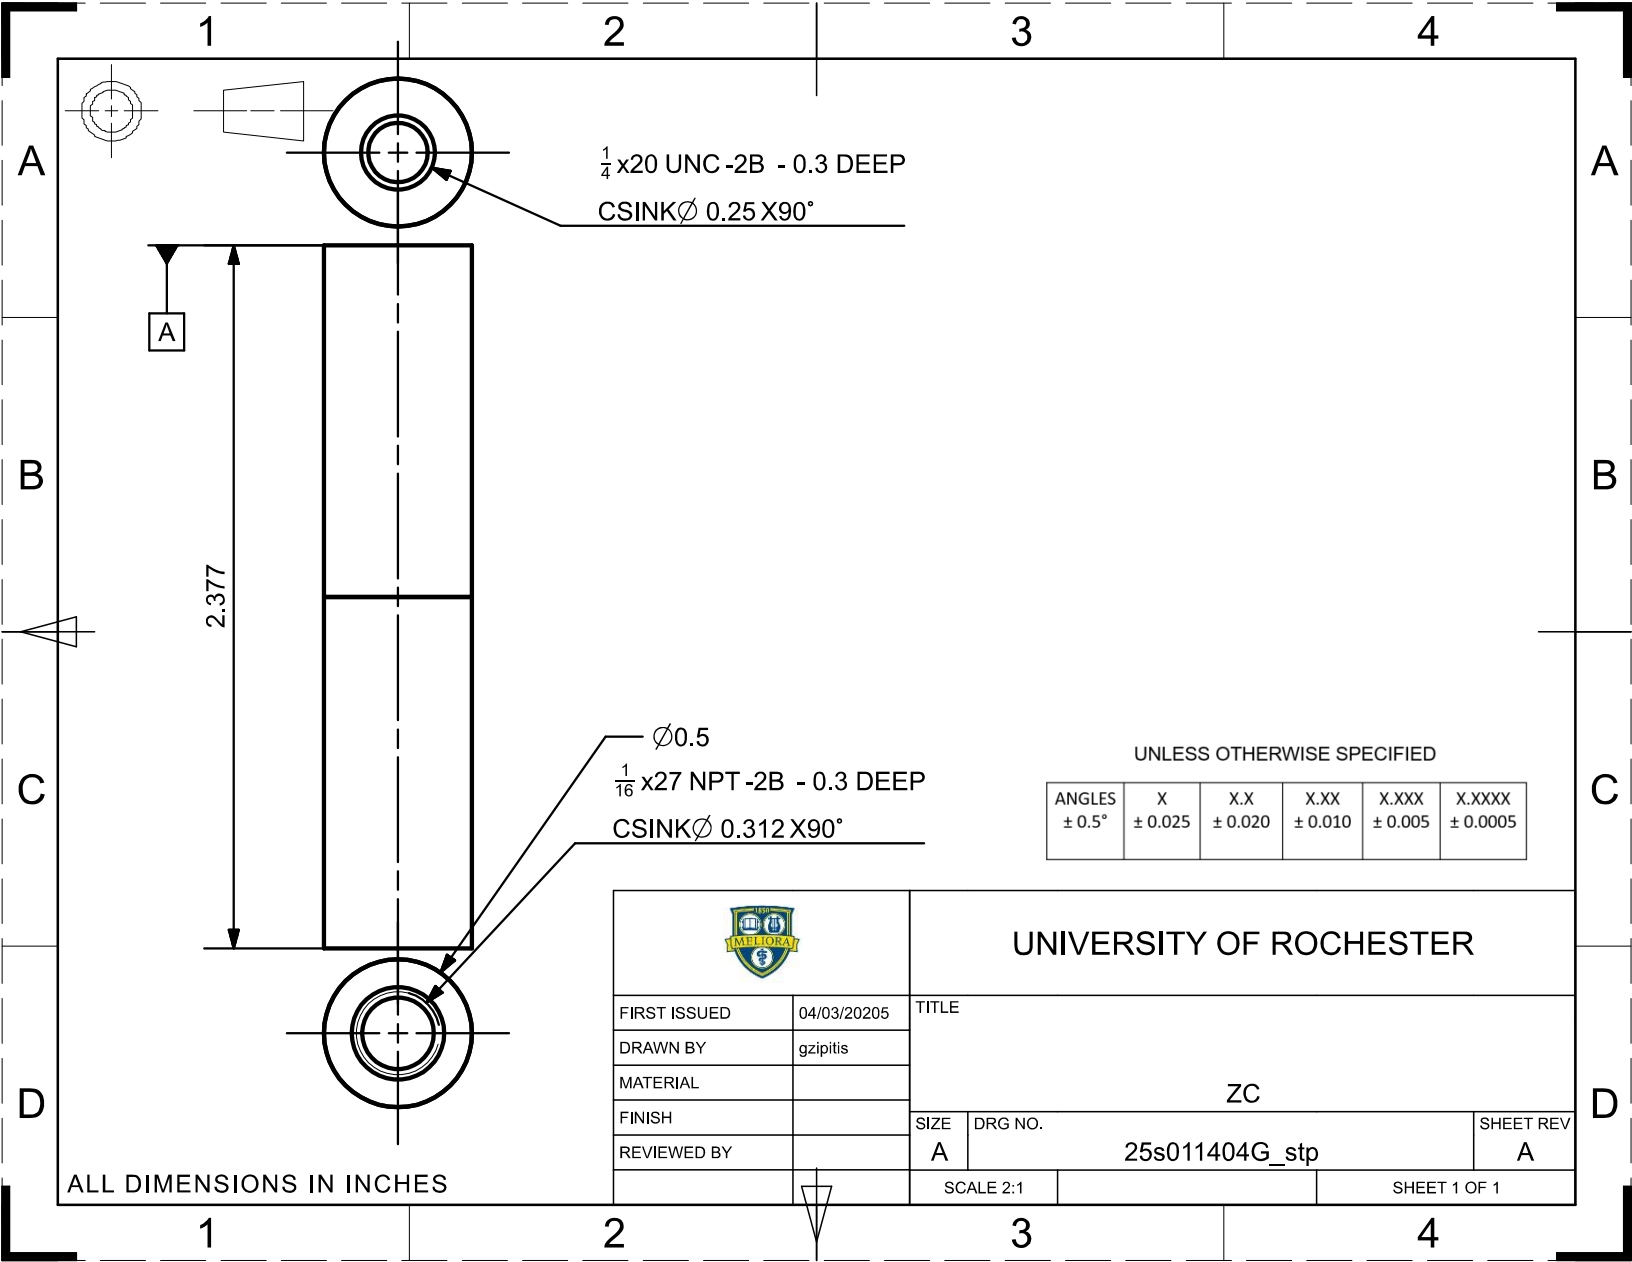 1 2 3 4
A A
1/4 x20 UNC -2B - 0.3 DEEP
CSINK∅ 0.25 X90°
A
B B
2.377
∅0.5
1/16 x27 NPT -2B - 0.3 DEEP
CSINK∅ 0.312 X90°
C C
UNLESS OTHERWISE SPECIFIED
ANGLES X X.X X.XX X.XXX X.XXXX
± 0.5° ± 0.025 ± 0.020 ± 0.010 ± 0.005 ± 0.0005
1850
MELIORA
UNIVERSITY OF ROCHESTER
FIRST ISSUED 04/03/20205
TITLE
DRAWN BY gzipitis
MATERIAL
ZC
D D
FINISH
SIZE DRG NO. SHEET REV
REVIEWED BY
A 25s011404G_stp A
ALL DIMENSIONS IN INCHES
SCALE 2:1 SHEET 1 OF 1
1 2 3 4